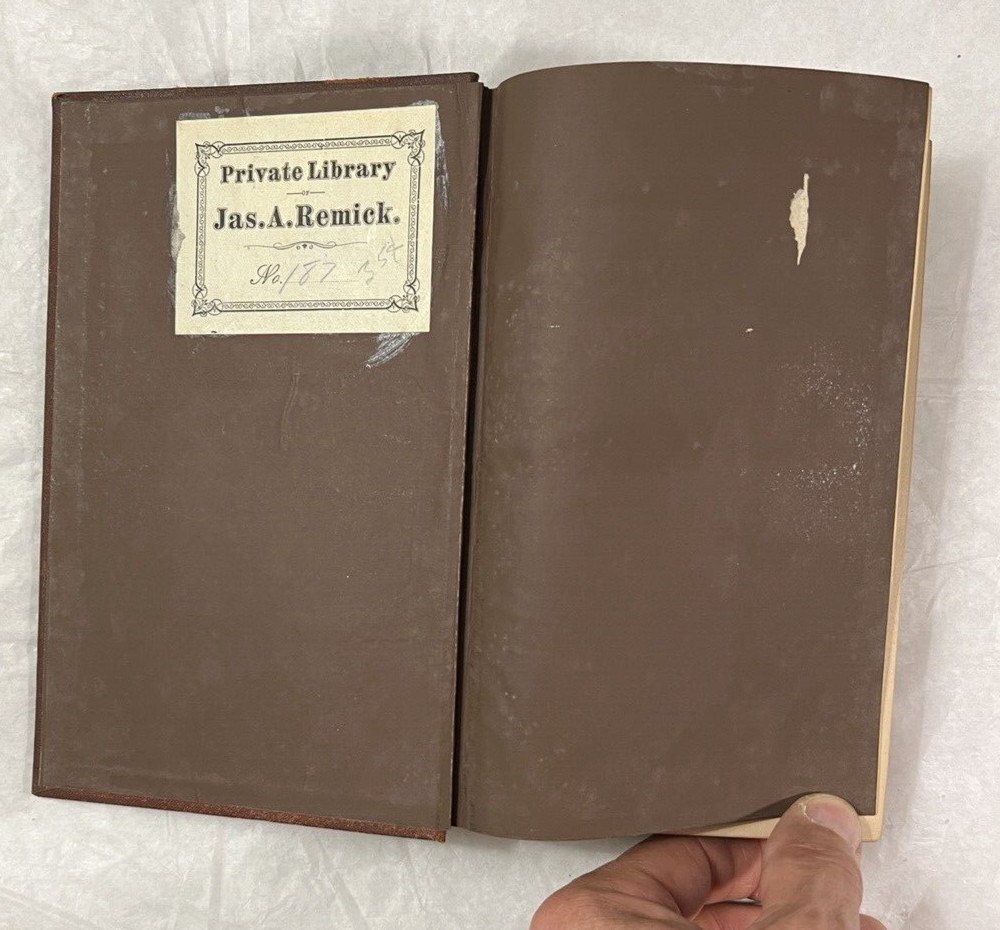 Private Library
OF
Jas. A. Remick.
No. 187